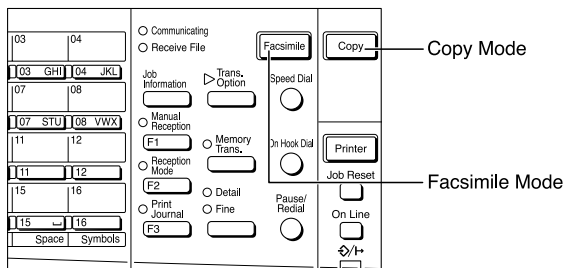 Communicating
Receive File
Facsimile
Copy
Copy Mode
03
04
03 GHI
04 JKL
Job
Information
Trans.
Option
Speed Dial
07
08
07 STU
08 VWX
Manual
Reception
F1
Memory
Trans.
On Hook Dial
Printer
11
12
11
12
Reception
Mode
F2
Job Reset
Facsimile Mode
15
16
Detail
Pause/
Redial
Print
Journal
Fine
On Line
15
16
F3
Space
Symbols